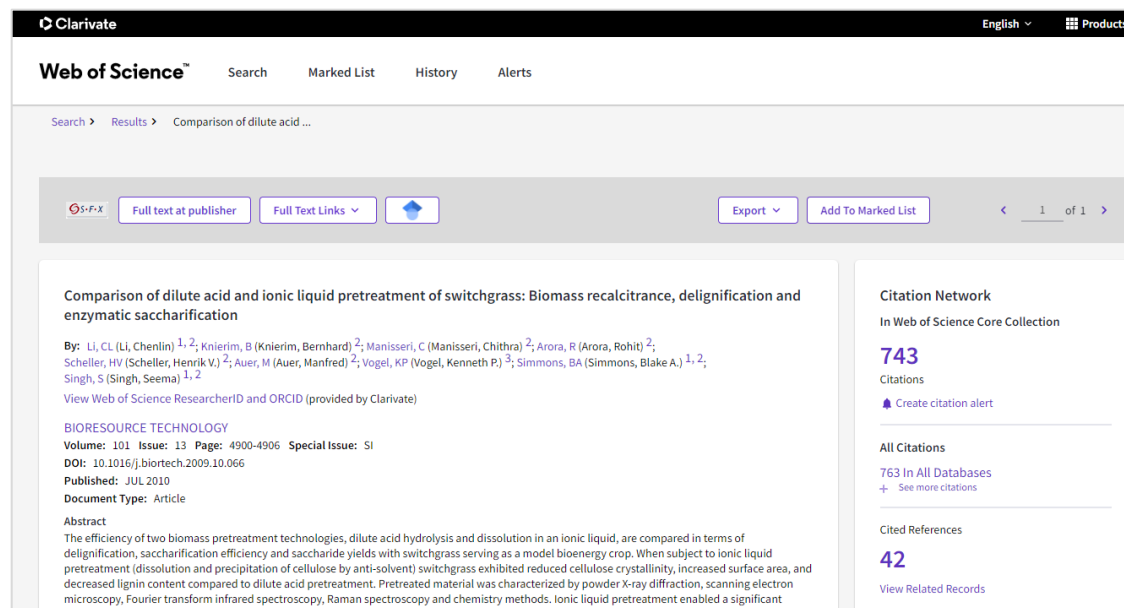 Clarivate
English
Products
Web of Science™
Search
Marked List
History
Alerts
Search > Results > Comparison of dilute acid ...
S·F·X
Full text at publisher
Full Text Links
Export
Add To Marked List
1 of 1
Comparison of dilute acid and ionic liquid pretreatment of switchgrass: Biomass recalcitrance, delignification and
enzymatic saccharification
By: Li, CL (Li, Chenlin) 1, 2; Knierim, B (Knierim, Bernhard) 2; Manisseri, C (Manisseri, Chithra) 2; Arora, R (Arora, Rohit) 2;
Scheller, HV (Scheller, Henrik V.) 2; Auer, M (Auer, Manfred) 2; Vogel, KP (Vogel, Kenneth P.) 3; Simmons, BA (Simmons, Blake A.) 1, 2;
Singh, S (Singh, Seema) 1, 2
View Web of Science ResearcherID and ORCID (provided by Clarivate)
BIORESOURCE TECHNOLOGY
Volume: 101 Issue: 13 Page: 4900-4906 Special Issue: SI
DOI: 10.1016/j.biortech.2009.10.066
Published: JUL 2010
Document Type: Article
Abstract
The efficiency of two biomass pretreatment technologies, dilute acid hydrolysis and dissolution in an ionic liquid, are compared in terms of
delignification, saccharification efficiency and saccharide yields with switchgrass serving as a model bioenergy crop. When subject to ionic liquid
pretreatment (dissolution and precipitation of cellulose by anti-solvent) switchgrass exhibited reduced cellulose crystallinity, increased surface area, and
decreased lignin content compared to dilute acid pretreatment. Pretreated material was characterized by powder X-ray diffraction, scanning electron
microscopy, Fourier transform infrared spectroscopy, Raman spectroscopy and chemistry methods. Ionic liquid pretreatment enabled a significant
Citation Network
In Web of Science Core Collection
743
Citations
Create citation alert
All Citations
763 In All Databases
+ See more citations
Cited References
42
View Related Records